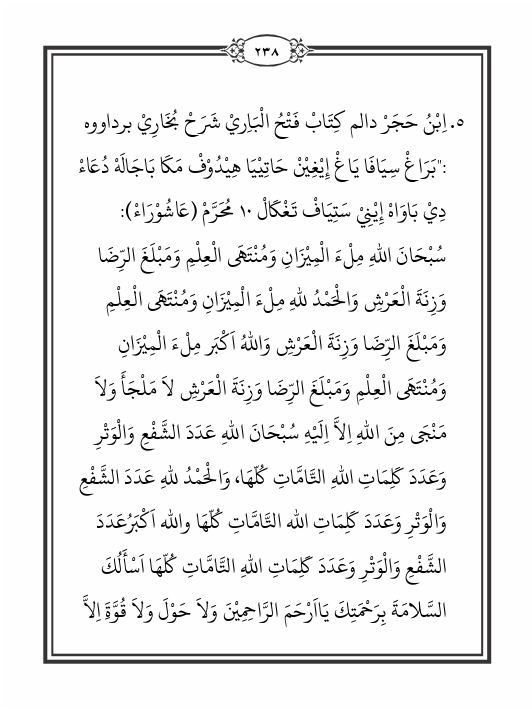 ٢٣٨
٥. اِبْنُ حَجَرْ دالم كِتَابْ فَتْحُ الْبَارِيْ شَرَحْ بُخَارِيْ برداووه
:"بَرَاغْ سِيَافَا يَاغْ إِيْغِيْنْ حَاتِيْيَا هِيْدُوْفْ مَكَا بَاجَالَهْ دُعَاءْ
دِيْ بَاوَاهْ إِيْنِيْ سَتِيَافْ تَغْكَالْ ١٠ مُحَرَّمْ (عَاشُوْرَاءْ):
سُبْحَانَ اللهِ مِلْءَ الْمِيْزَانِ وَمُنْتَهَى الْعِلْمِ وَمَبْلَغَ الرِّضَا
وَزِنَةَ الْعَرْشِ وَالْحَمْدُ للهِ مِلْءَ الْمِيْزَانِ وَمُنْتَهَى الْعِلْمِ
وَمَبْلَغَ الرِّضَا وَزِنَةَ الْعَرْشِ وَاللهُ اَكْبَر مِلْءَ الْمِيْزَانِ
وَمُنْتَهَى الْعِلْمِ وَمَبْلَغَ الرِّضَا وَزِنَةَ الْعَرْشِ لاَ مَلْجَأَ وَلاَ
مَنْجَى مِنَ اللهِ اِلاَّ اِلَيْهِ سُبْحَانَ اللهِ عَدَدَ الشَّفْعِ وَالْوَتْرِ
وَعَدَدَ كَلِمَاتِ اللهِ التَّامَّاتِ كُلّهَا، وَالْحَمْدُ للهِ عَدَدَ الشَّفْعِ
وَالْوَتْرِ وَعَدَدَ كَلِمَاتِ الله التَّامَّاتِ كُلّهَا والله اَكْبَرُعَدَدَ
الشَّفْعِ وَالْوَتْرِ وَعَدَدَ كَلِمَاتِ اللهِ التَّامَّاتِ كُلّهَا اَسْأَلُكَ
السَّلامَةَ بِرَحْمَتِكَ يَااَرْحَمَ الرَّاحِمِيْنَ وَلاَ حَوْلَ وَلاَ قُوَّةَ اِلاَّ